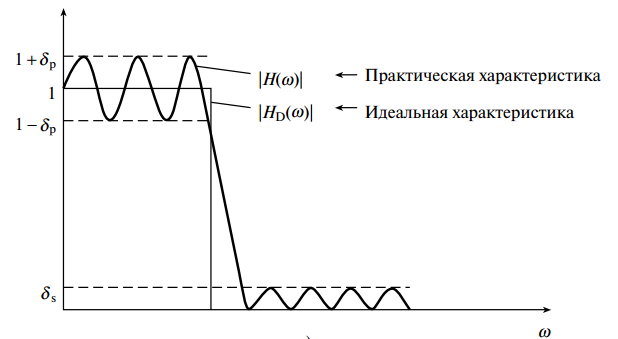 1 + δp
|H(ω)| Практическая характеристика
1
|HD(ω)| Идеальная характеристика
1 – δp
δs
ω
)